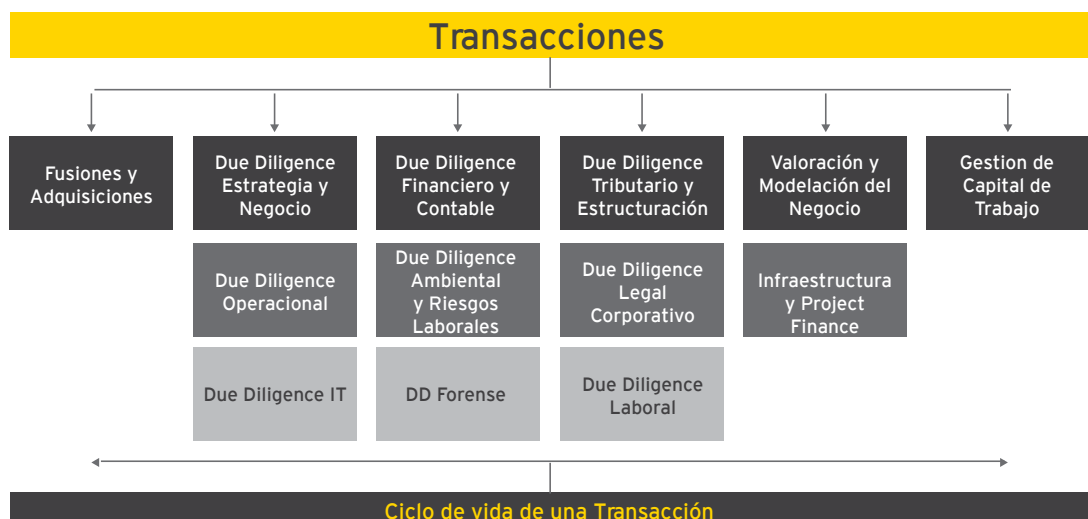 Transacciones
Fusiones y
Adquisiciones
Due Diligence
Estrategia y
Negocio
Due Diligence
Financiero y
Contable
Due Diligence
Tributario y
Estructuración
Valoración y
Modelación del
Negocio
Gestion de
Capital de
Trabajo
Due Diligence
Operacional
Due Diligence
Ambiental
y Riesgos
Laborales
Due Diligence
Legal
Corporativo
Infraestructura
y Project
Finance
Due Diligence IT
DD Forense
Due Diligence
Laboral
Ciclo de vida de una Transacción